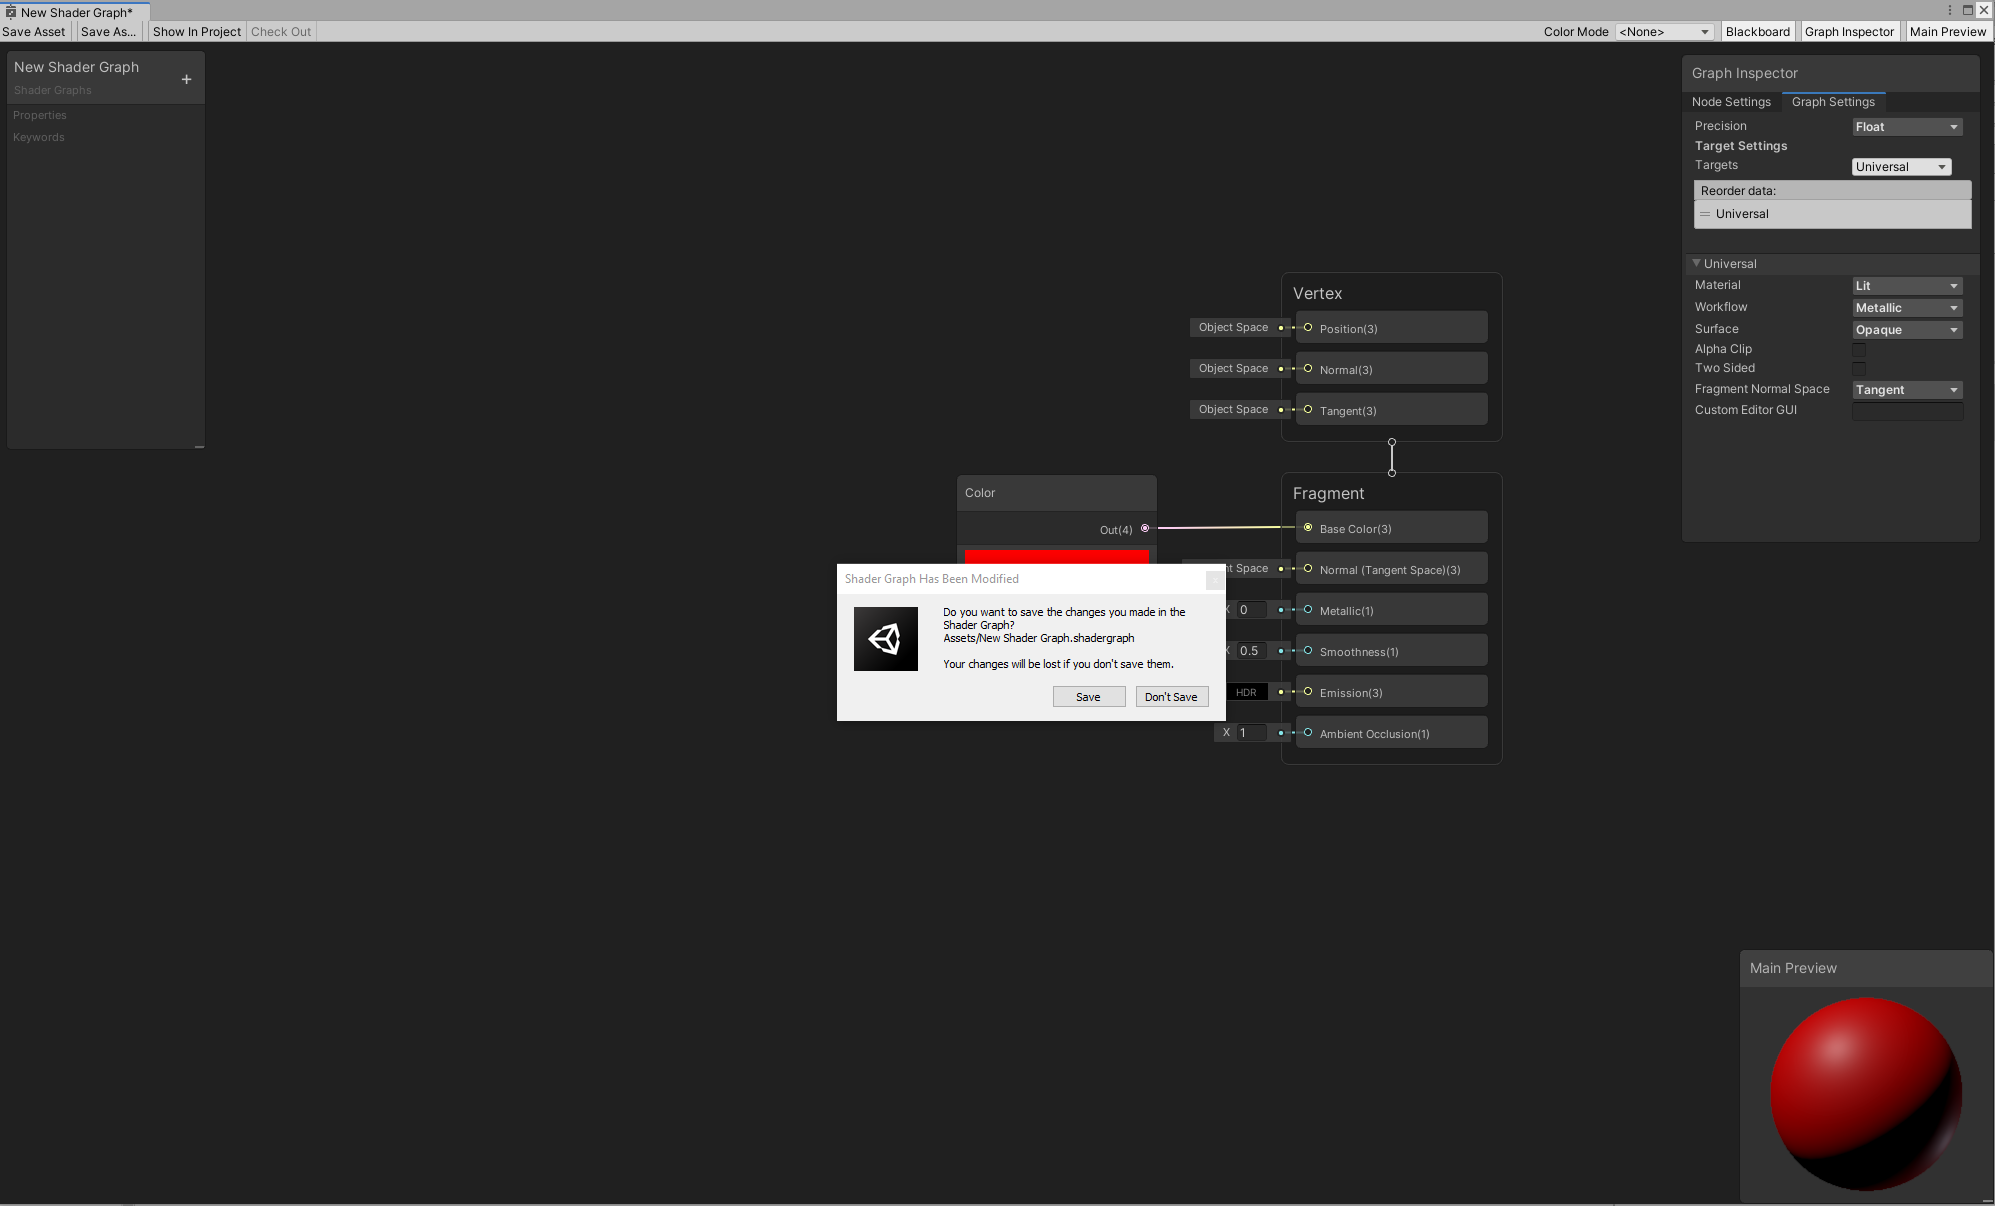 New Shader Graph*
Save Asset
Save As...
Show In Project
Check Out
Color Mode
<None>
Blackboard
Graph Inspector
Main Preview
New Shader Graph
+
Shader Graphs
Properties
Keywords
Graph Inspector
Node Settings
Graph Settings
Precision
Float
Target Settings
Targets
Universal
Reorder data:
Universal
Universal
Material
Lit
Workflow
Metallic
Surface
Opaque
Alpha Clip
Two Sided
Fragment Normal Space
Tangent
Custom Editor GUI
Vertex
Object Space
Position(3)
Object Space
Normal(3)
Object Space
Tangent(3)
Color
Out(4)
Fragment
Base Color(3)
Space
Normal (Tangent Space)(3)
X 0
Metallic(1)
X 0.5
Smoothness(1)
HDR
Emission(3)
X 1
Ambient Occlusion(1)
Shader Graph Has Been Modified
Do you want to save the changes you made in the
Shader Graph?
Assets/New Shader Graph.shadergraph
Your changes will be lost if you don't save them.
Save
Don't Save
Main Preview